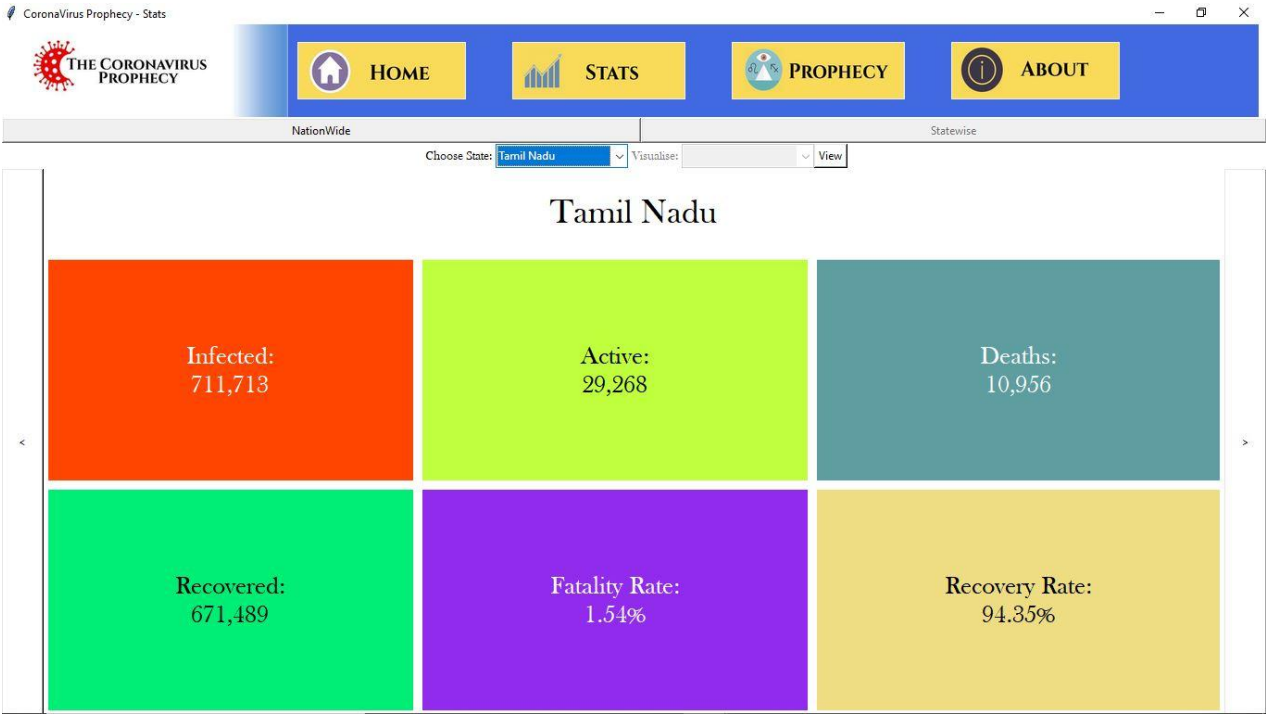 CoronaVirus Prophecy - Stats
THE CORONAVIRUS
PROPHECY
HOME
STATS
PROPHECY
ABOUT
NationWide
Statewise
Choose State: Tamil Nadu Visualise: View
Tamil Nadu
Infected:
711,713
Active:
29,268
Deaths:
10,956
<
>
Recovered:
671,489
Fatality Rate:
1.54%
Recovery Rate:
94.35%